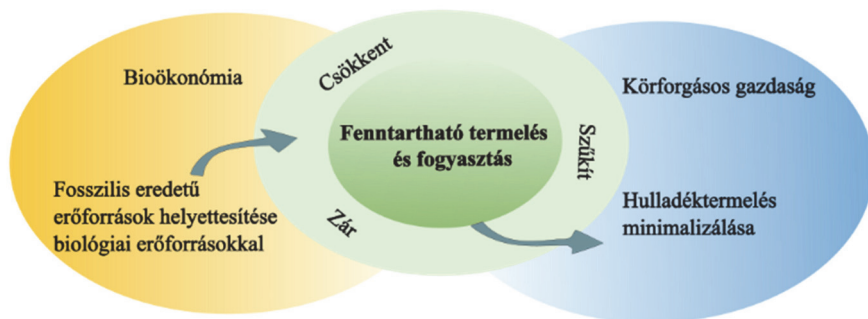 Bioökonómia
Fosszilis eredetű
erőforrások helyettesítése
biológiai erőforrásokkal
Csökkent
Fenntartható termelés
és fogyasztás
Szűkít
Zár
Körforgásos gazdaság
Hulladéktermelés
minimalizálása